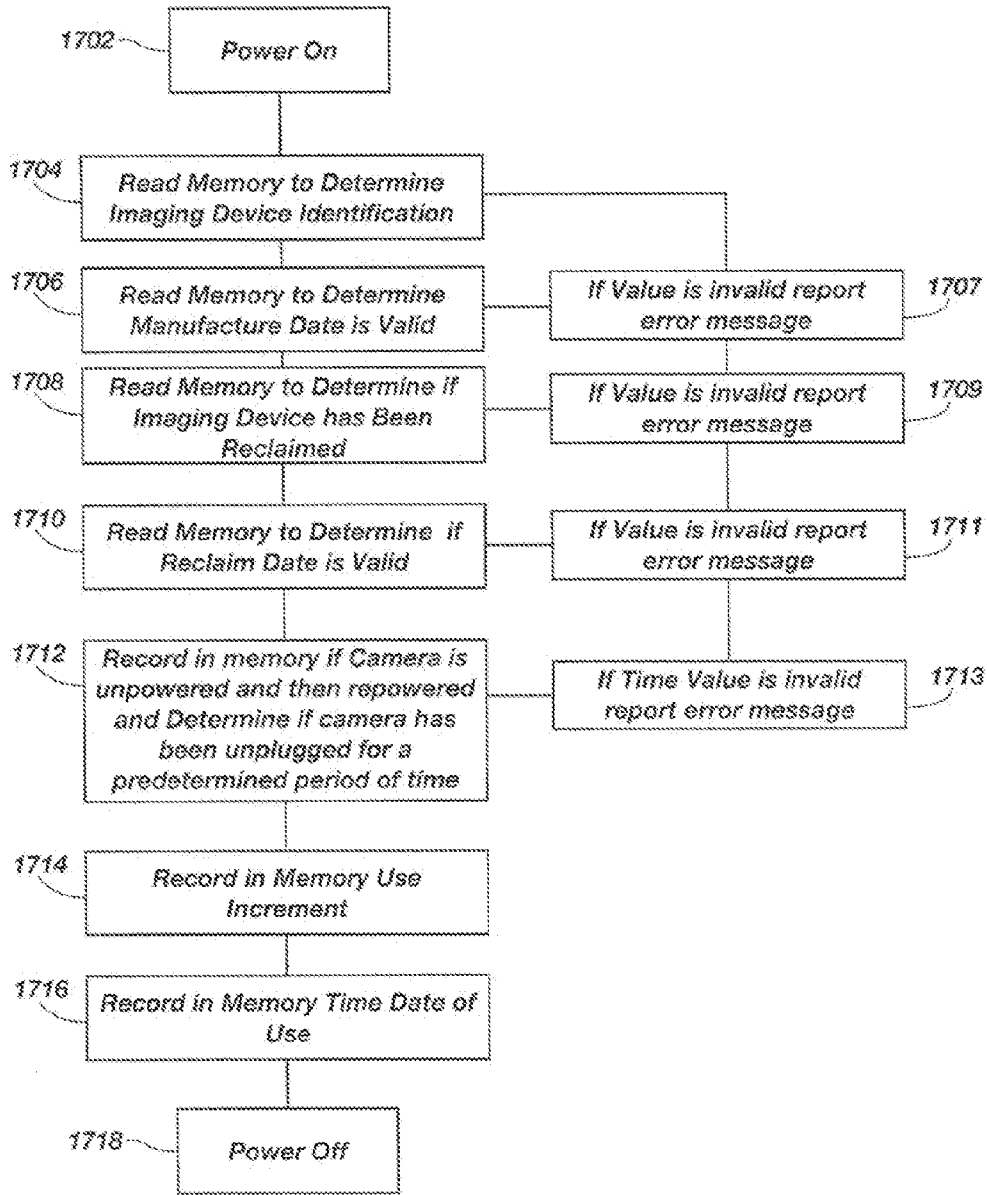 1702
Power On
1704
Read Memory to Determine
Imaging Device Identification
1706
Read Memory to Determine
Manufacture Date is Valid
If Value is invalid report
error message
1707
1708
Read Memory to Determine if
Imaging Device has Been
Reclaimed
If Value is invalid report
error message
1709
1710
Read Memory to Determine if
Reclaim Date is Valid
If Value is invalid report
error message
1711
1712
Record in memory if Camera is
unpowered and then repowered
and Determine if camera has
been unplugged for a
predetermined period of time
If Time Value is invalid
report error message
1713
1714
Record in Memory Use
Increment
1716
Record in Memory Time Date of
Use
1718
Power Off